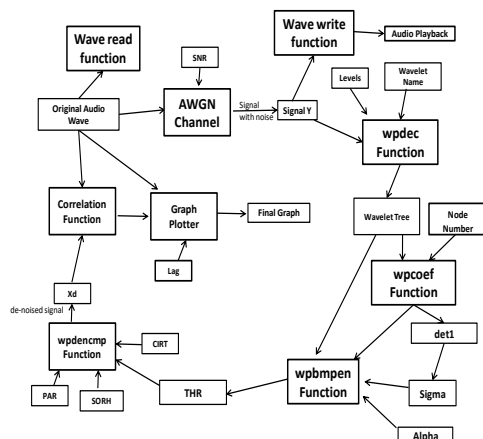 Wave read
function
SNR
Wave write
function
Audio Playback
Original Audio
Wave
AWGN
Channel
Signal
with noise
Signal Y
Levels
Wavelet
Name
wpdec
Function
Correlation
Function
Graph
Plotter
Final Graph
Wavelet Tree
Node
Number
Lag
wpcoef
Function
Xd
de-noised signal
det1
wpdencmp
Function
CIRT
PAR
SORH
THR
wpbmpen
Function
Sigma
Alpha